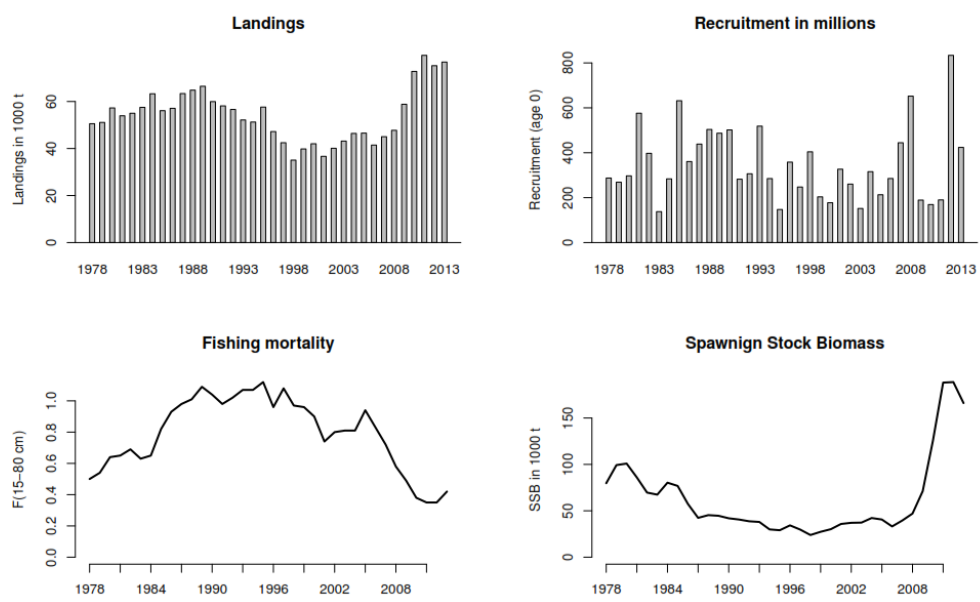 Landings
Landings in 1000 t
0 20 40 60
1978 1983 1988 1993 1998 2003 2008 2013
Recruitment in millions
Recruitment (age 0)
0 200 400 600 800
1978 1983 1988 1993 1998 2003 2008 2013
Fishing mortality
F(15–80 cm)
0.0 0.2 0.4 0.6 0.8 1.0
1978 1984 1990 1996 2002 2008
Spawnign Stock Biomass
SSB in 1000 t
0 50 100 150
1978 1984 1990 1996 2002 2008